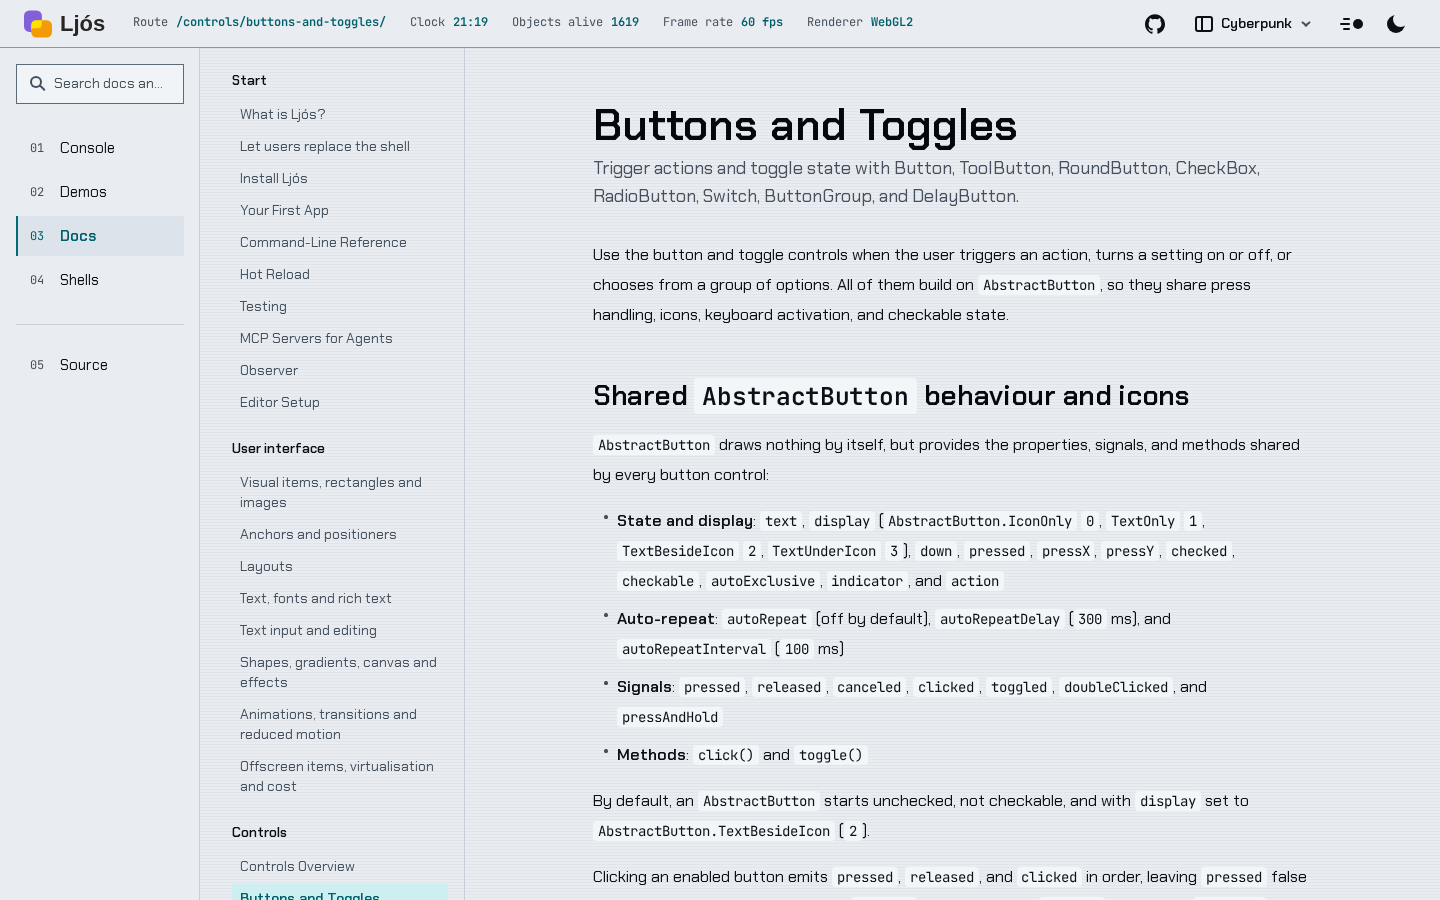 Ljós
Route /controls/buttons-and-toggles/ Clock 21:19 Objects alive 1619 Frame rate 60 fps Renderer WebGL2
Cyberpunk
Search docs an...
01 Console
02 Demos
03 Docs
04 Shells
05 Source
Start
What is Ljós?
Let users replace the shell
Install Ljós
Your First App
Command-Line Reference
Hot Reload
Testing
MCP Servers for Agents
Observer
Editor Setup
User interface
Visual items, rectangles and
images
Anchors and positioners
Layouts
Text, fonts and rich text
Text input and editing
Shapes, gradients, canvas and
effects
Animations, transitions and
reduced motion
Offscreen items, virtualisation
and cost
Controls
Controls Overview
Buttons and Toggles
Buttons and Toggles
Trigger actions and toggle state with Button, ToolButton, RoundButton, CheckBox,
RadioButton, Switch, ButtonGroup, and DelayButton.
Use the button and toggle controls when the user triggers an action, turns a setting on or off, or
chooses from a group of options. All of them build on AbstractButton, so they share press
handling, icons, keyboard activation, and checkable state.
Shared AbstractButton behaviour and icons
AbstractButton draws nothing by itself, but provides the properties, signals, and methods shared
by every button control:
• State and display: text, display (AbstractButton.IconOnly 0, TextOnly 1,
TextBesideIcon 2, TextUnderIcon 3), down, pressed, pressX, pressY, checked,
checkable, autoExclusive, indicator, and action
• Auto-repeat: autoRepeat (off by default), autoRepeatDelay (300 ms), and
autoRepeatInterval (100 ms)
• Signals: pressed, released, canceled, clicked, toggled, doubleClicked, and
pressAndHold
• Methods: click() and toggle()
By default, an AbstractButton starts unchecked, not checkable, and with display set to
AbstractButton.TextBesideIcon (2).
Clicking an enabled button emits pressed, released, and clicked in order, leaving pressed false